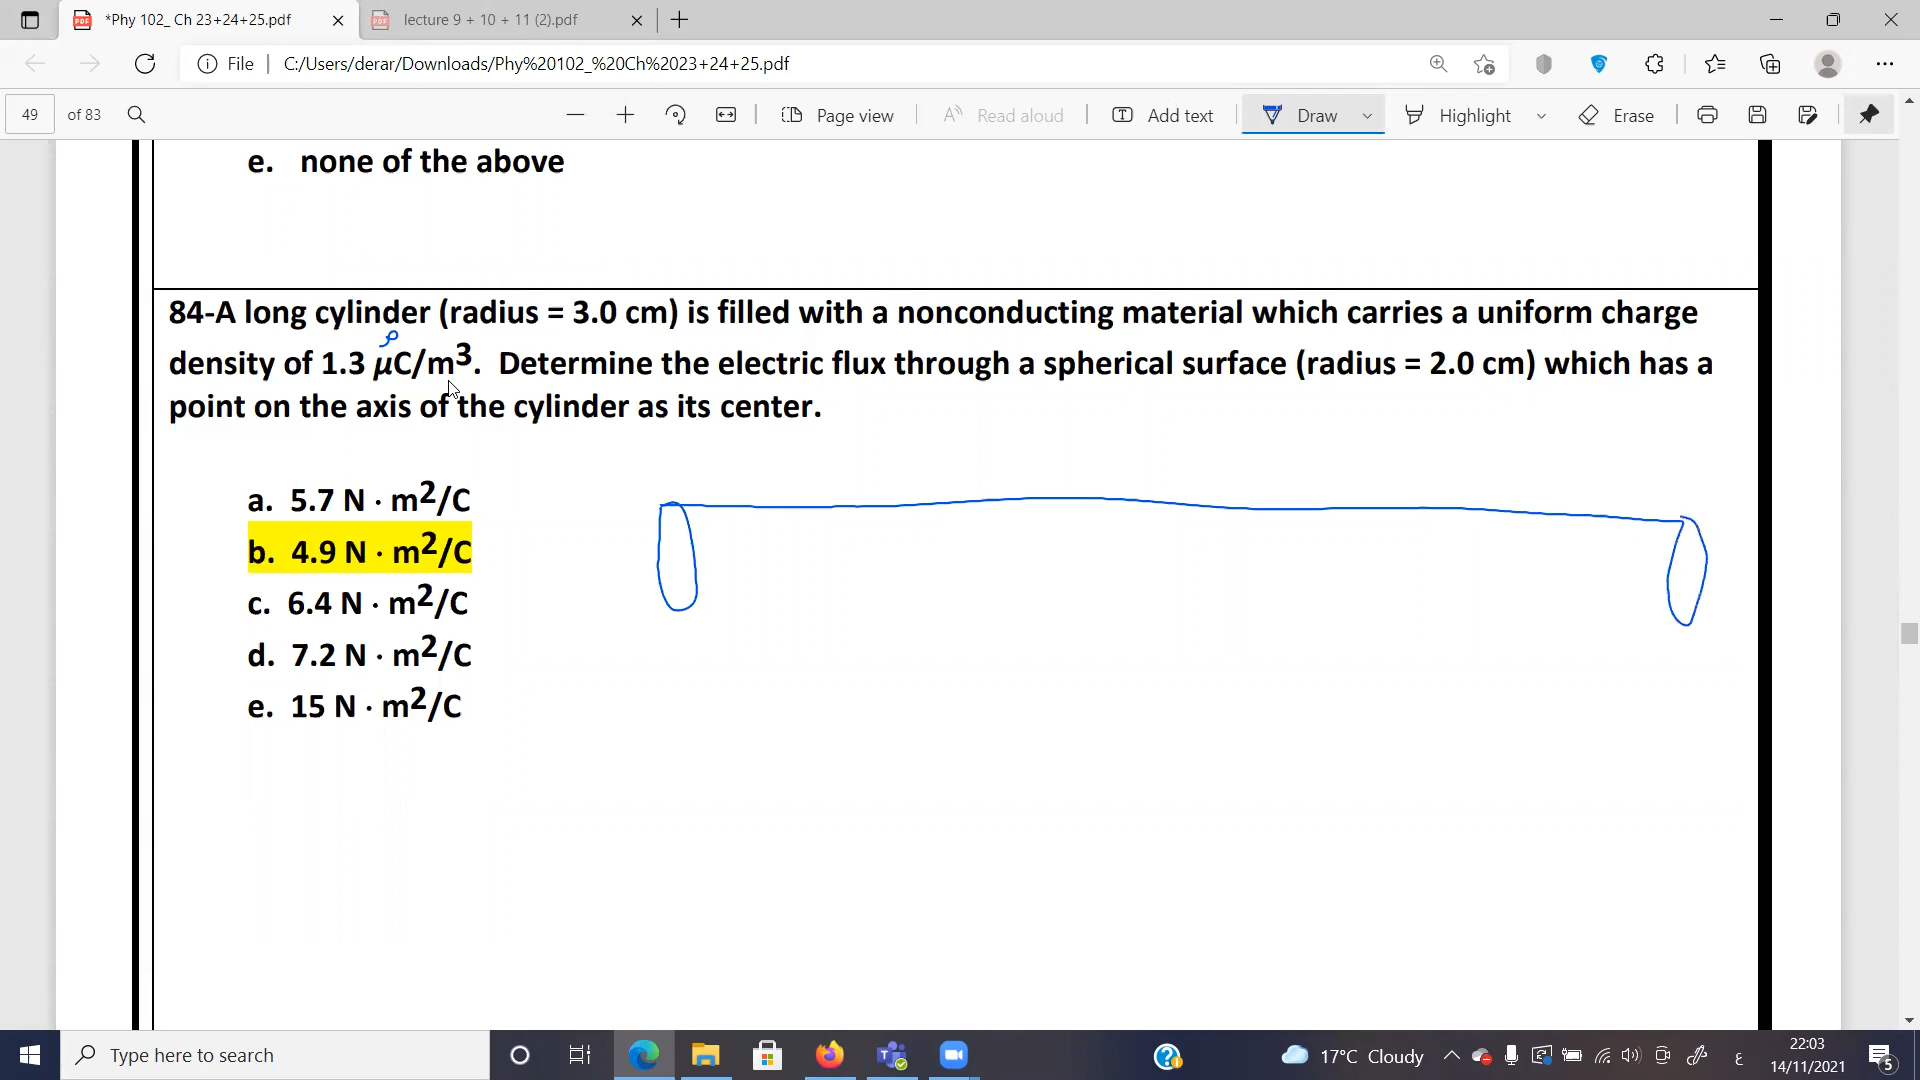 *Phy 102_ Ch 23+24+25.pdf
lecture 9 + 10 + 11 (2).pdf
File
C:/Users/derar/Downloads/Phy%20102_%20Ch%2023+24+25.pdf
49 of 83
Page view
Read aloud
Add text
Draw
Highlight
Erase
e. none of the above
84-A long cylinder (radius = 3.0 cm) is filled with a nonconducting material which carries a uniform charge
ρ
density of 1.3 μC/m3. Determine the electric flux through a spherical surface (radius = 2.0 cm) which has a
point on the axis of the cylinder as its center.
a. 5.7 N · m2/C
b. 4.9 N · m2/C
c. 6.4 N · m2/C
d. 7.2 N · m2/C
e. 15 N · m2/C
Type here to search
17°C Cloudy
ع
22:03
14/11/2021
5